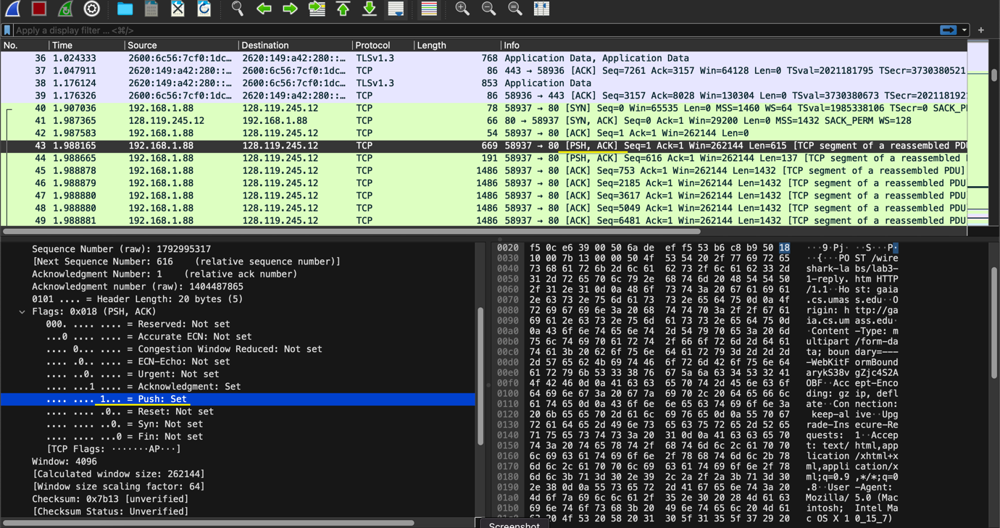 Apply a display filter ... <⌘/>
No. Time Source Destination Protocol Length Info
36 1.024333 2600:6c56:7cf0:1dc… 2620:149:a42:280::… TLSv1.3 768 Application Data, Application Data
37 1.047911 2620:149:a42:280::… 2600:6c56:7cf0:1dc… TCP 86 443 → 58936 [ACK] Seq=7261 Ack=3157 Win=64128 Len=0 TSval=2021181795 TSecr=3730380521
38 1.176124 2620:149:a42:280::… 2600:6c56:7cf0:1dc… TLSv1.3 853 Application Data
39 1.176326 2600:6c56:7cf0:1dc… 2620:149:a42:280::… TCP 86 58936 → 443 [ACK] Seq=3157 Ack=8028 Win=130304 Len=0 TSval=3730380673 TSecr=202118192
40 1.907036 192.168.1.88 128.119.245.12 TCP 78 58937 → 80 [SYN] Seq=0 Win=65535 Len=0 MSS=1460 WS=64 TSval=1985338106 TSecr=0 SACK_P
41 1.987365 128.119.245.12 192.168.1.88 TCP 66 80 → 58937 [SYN, ACK] Seq=0 Ack=1 Win=29200 Len=0 MSS=1432 SACK_PERM WS=128
42 1.987583 192.168.1.88 128.119.245.12 TCP 54 58937 → 80 [ACK] Seq=1 Ack=1 Win=262144 Len=0
43 1.988165 192.168.1.88 128.119.245.12 TCP 669 58937 → 80 [PSH, ACK] Seq=1 Ack=1 Win=262144 Len=615 [TCP segment of a reassembled PDU
44 1.988665 192.168.1.88 128.119.245.12 TCP 191 58937 → 80 [PSH, ACK] Seq=616 Ack=1 Win=262144 Len=137 [TCP segment of a reassembled P
45 1.988878 192.168.1.88 128.119.245.12 TCP 1486 58937 → 80 [ACK] Seq=753 Ack=1 Win=262144 Len=1432 [TCP segment of a reassembled PDU]
46 1.988879 192.168.1.88 128.119.245.12 TCP 1486 58937 → 80 [ACK] Seq=2185 Ack=1 Win=262144 Len=1432 [TCP segment of a reassembled PDU
47 1.988880 192.168.1.88 128.119.245.12 TCP 1486 58937 → 80 [ACK] Seq=3617 Ack=1 Win=262144 Len=1432 [TCP segment of a reassembled PDU
48 1.988880 192.168.1.88 128.119.245.12 TCP 1486 58937 → 80 [ACK] Seq=5049 Ack=1 Win=262144 Len=1432 [TCP segment of a reassembled PDU
49 1.988881 192.168.1.88 128.119.245.12 TCP 1486 58937 → 80 [ACK] Seq=6481 Ack=1 Win=262144 Len=1432 [TCP segment of a reassembled PDU
Sequence Number (raw): 1792995317
[Next Sequence Number: 616 (relative sequence number)]
Acknowledgment Number: 1 (relative ack number)
Acknowledgment number (raw): 1404487865
0101 .... = Header Length: 20 bytes (5)
Flags: 0x018 (PSH, ACK)
000. .... .... = Reserved: Not set
...0 .... .... = Accurate ECN: Not set
.... 0... .... = Congestion Window Reduced: Not set
.... .0.. .... = ECN-Echo: Not set
.... ..0. .... = Urgent: Not set
.... ...1 .... = Acknowledgment: Set
.... .... 1... = Push: Set
.... .... .0.. = Reset: Not set
.... .... ..0. = Syn: Not set
.... .... ...0 = Fin: Not set
[TCP Flags: ·······AP···]
Window: 4096
[Calculated window size: 262144]
[Window size scaling factor: 64]
Checksum: 0x7b13 [unverified]
[Checksum Status: Unverified]
0020 f5 0c e6 39 00 50 6a de ef f5 53 b6 c8 b9 50 18 ···9·Pj· ··S···P·
0030 10 00 7b 13 00 00 50 4f 53 54 20 2f 77 69 72 65 ··{···PO ST /wire
0040 73 68 61 72 6b 2d 6c 61 62 73 2f 6c 61 62 33 2d shark-la bs/lab3-
0050 31 2d 72 65 70 6c 79 2e 68 74 6d 20 48 54 54 50 1-reply. htm HTTP
0060 2f 31 2e 31 0d 0a 48 6f 73 74 3a 20 67 61 69 61 /1.1··Ho st: gaia
0070 2e 63 73 2e 75 6d 61 73 73 2e 65 64 75 0d 0a 4f .cs.umas s.edu··O
0080 72 69 67 69 6e 3a 20 68 74 74 70 3a 2f 2f 67 61 rigin: h ttp://ga
0090 69 61 2e 63 73 2e 75 6d 61 73 73 2e 65 64 75 0d ia.cs.um ass.edu·
00a0 0a 43 6f 6e 74 65 6e 74 2d 54 79 70 65 3a 20 6d ·Content -Type: m
00b0 75 6c 74 69 70 61 72 74 2f 66 6f 72 6d 2d 64 61 ultipart /form-da
00c0 74 61 3b 20 62 6f 75 6e 64 61 72 79 3d 2d 2d 2d ta; boun dary=---
00d0 2d 57 65 62 4b 69 74 46 6f 72 6d 42 6f 75 6e 64 -WebKitF ormBound
00e0 61 72 79 6b 53 33 38 76 67 5a 6a 63 34 53 32 41 arykS38v gZjc4S2A
00f0 4f 42 46 0d 0a 41 63 63 65 70 74 2d 45 6e 63 6f OBF··Acc ept-Enco
0100 64 69 6e 67 3a 20 67 7a 69 70 2c 20 64 65 66 6c ding: gz ip, defl
0110 61 74 65 0d 0a 43 6f 6e 6e 65 63 74 69 6f 6e 3a ate··Con nection:
0120 20 6b 65 65 70 2d 61 6c 69 76 65 0d 0a 55 70 67 keep-al ive··Upg
0130 72 61 64 65 2d 49 6e 73 65 63 75 72 65 2d 52 65 rade-Ins ecure-Re
0140 71 75 65 73 74 73 3a 20 31 0d 0a 41 63 63 65 70 quests: 1··Accep
0150 74 3a 20 74 65 78 74 2f 68 74 6d 6c 2c 61 70 70 t: text/ html,app
0160 6c 69 63 61 74 69 6f 6e 2f 78 68 74 6d 6c 2b 78 lication /xhtml+x
0170 6d 6c 2c 61 70 70 6c 69 63 61 74 69 6f 6e 2f 78 ml,appli cation/x
0180 6d 6c 3b 71 3d 30 2e 39 2c 2a 2f 2a 3b 71 3d 30 ml;q=0.9 ,*/*;q=0
0190 2e 38 0d 0a 55 73 65 72 2d 41 67 65 6e 74 3a 20 .8··User -Agent:
01a0 4d 6f 7a 69 6c 6c 61 2f 35 2e 30 20 28 4d 61 63 Mozilla/ 5.0 (Mac
01b0 69 6e 74 6f 73 68 3b 20 49 6e 74 65 6c 20 4d 61 intosh; Intel Ma
20 4f 53 20 58 20 31 30 5f 31 35 5f 37 29 20 c OS X 1 0_15_7)
Screenshot